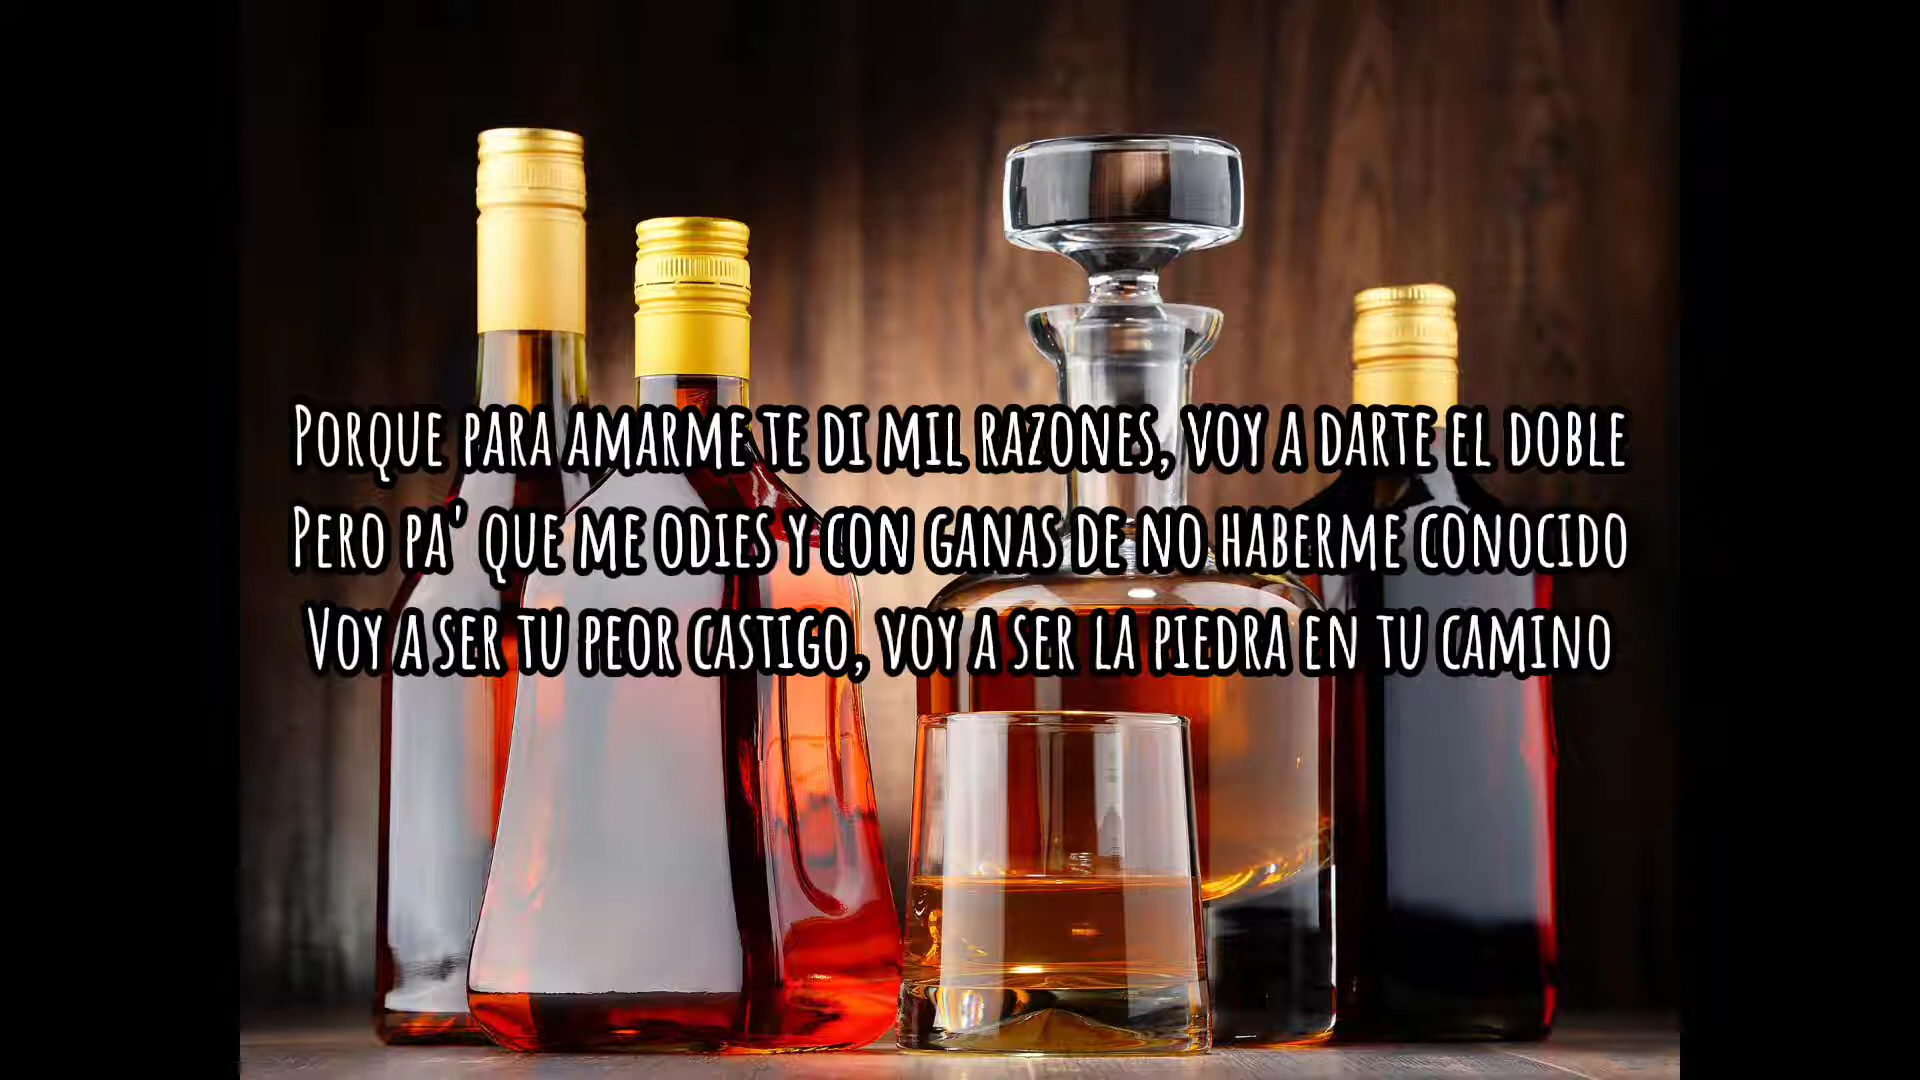 Porque para amarme te di mil razones, voy a darte el doble
Pero pa' que me odies y con ganas de no haberme conocido
Voy a ser tu peor castigo, voy a ser la piedra en tu camino